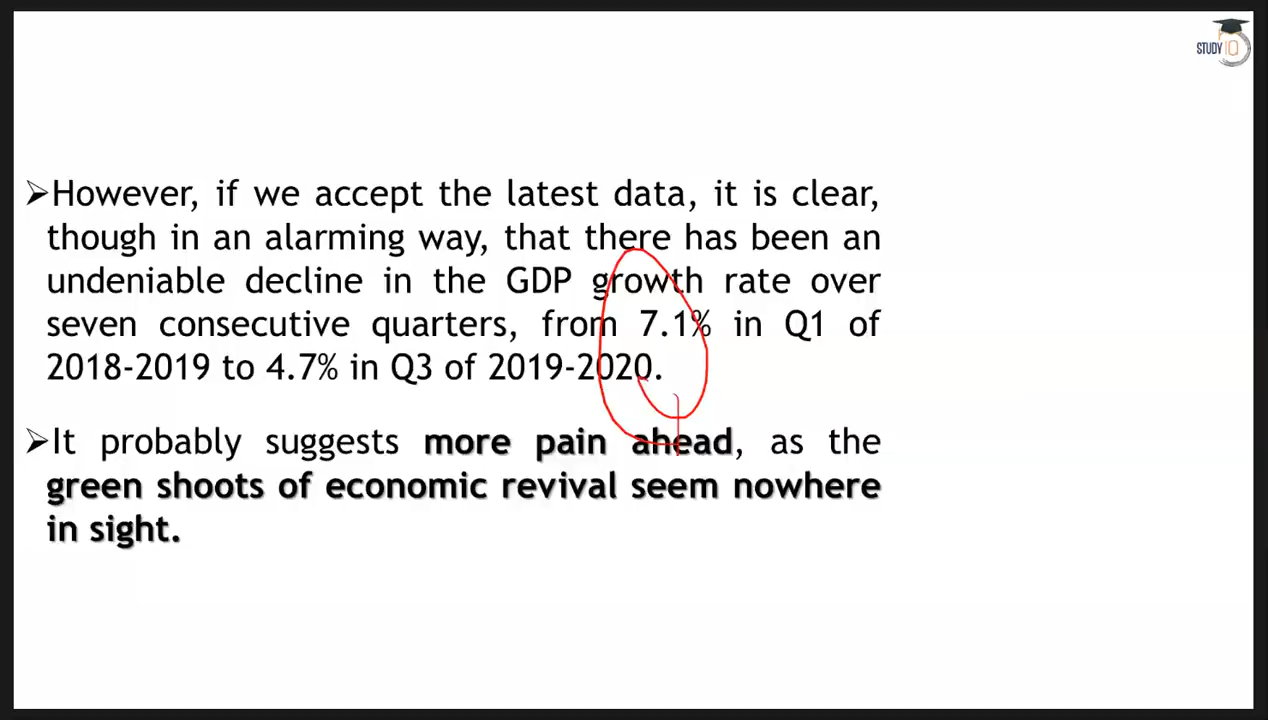 STUDY IQ
➢However, if we accept the latest data, it is clear,
though in an alarming way, that there has been an
undeniable decline in the GDP growth rate over
seven consecutive quarters, from 7.1% in Q1 of
2018-2019 to 4.7% in Q3 of 2019-2020.
➢It probably suggests more pain ahead, as the
green shoots of economic revival seem nowhere
in sight.